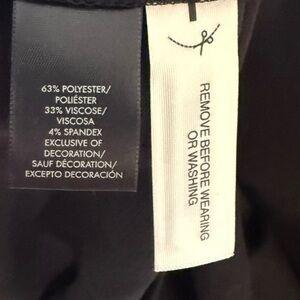 63% POLYESTER/
POLIÉSTER
33% VISCOSE/
VISCOSA
4% SPANDEX
EXCLUSIVE OF
DECORATION/
SAUF DÉCORATION/
EXCEPTO DECORACIÓN
REMOVE BEFORE WEARING
OR WASHING